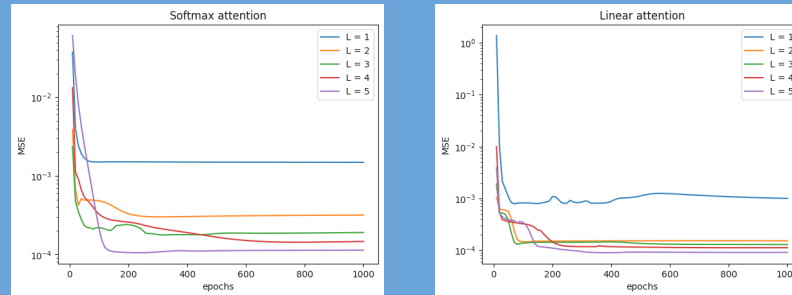 Softmax attention
L = 1
L = 2
L = 3
L = 4
L = 5
10⁻²
10⁻³
10⁻⁴
MSE
0 200 400 600 800 1000
epochs
Linear attention
L = 1
L = 2
L = 3
L = 4
L = 5
10⁰
10⁻¹
10⁻²
10⁻³
10⁻⁴
MSE
0 200 400 600 800 1000
epochs